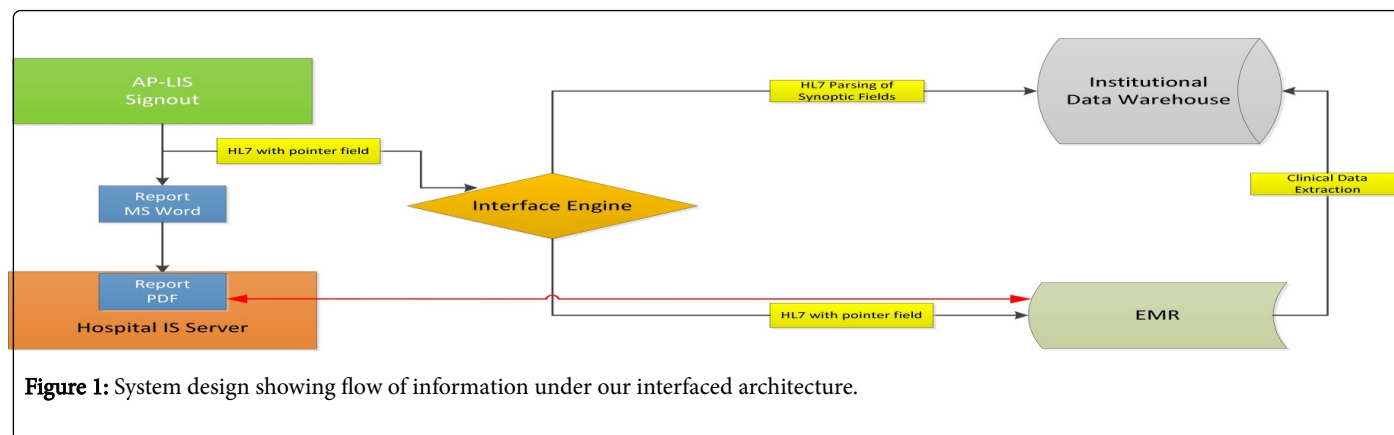 AP-LIS
Signout
HL7 Parsing of
Synoptic Fields
Institutional
Data Warehouse
HL7 with pointer field
Clinical Data
Extraction
Report
MS Word
Interface Engine
Report
PDF
Hospital IS Server
HL7 with pointer field
EMR
Figure 1: System design showing flow of information under our interfaced architecture.